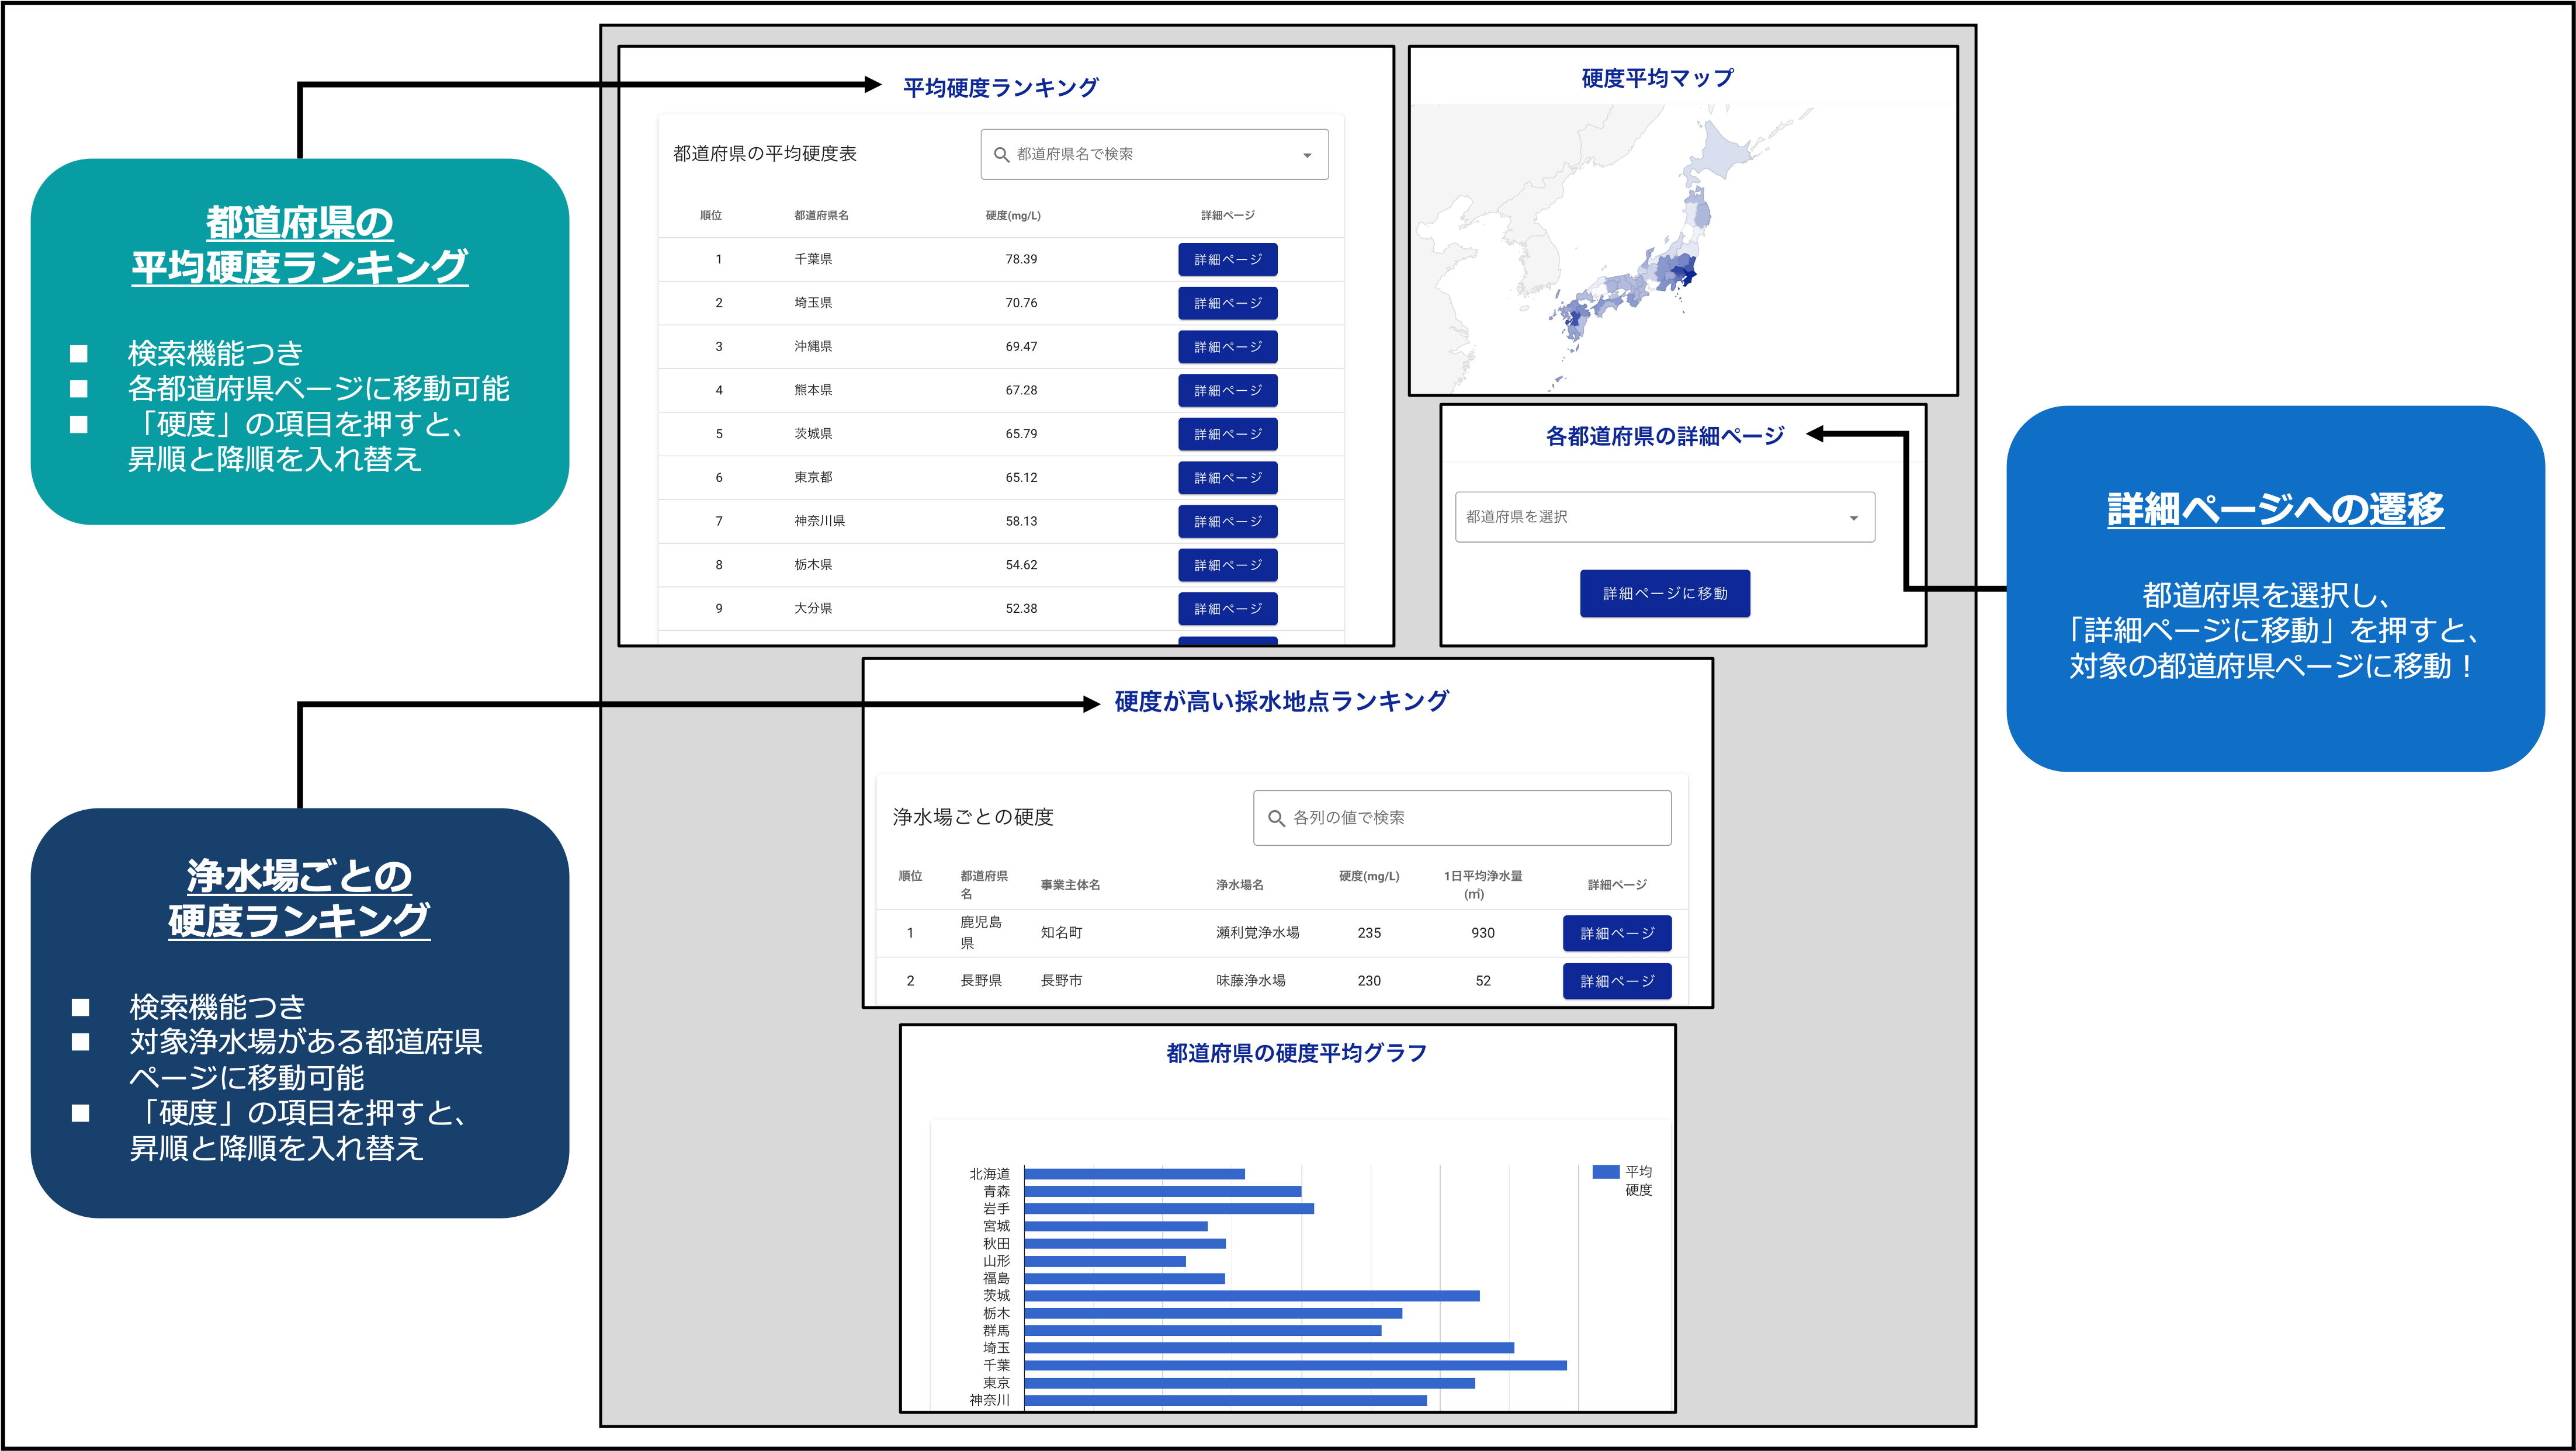 都道府県の
平均硬度ランキング
■ 検索機能つき
■ 各都道府県ページに移動可能
■ 「硬度」の項目を押すと、
昇順と降順を入れ替え
浄水場ごとの
硬度ランキング
■ 検索機能つき
■ 対象浄水場がある都道府県
ページに移動可能
■ 「硬度」の項目を押すと、
昇順と降順を入れ替え
平均硬度ランキング
都道府県の平均硬度表
都道府県名で検索
順位 都道府県名 硬度(mg/L) 詳細ページ
1 千葉県 78.39 詳細ページ
2 埼玉県 70.76 詳細ページ
3 沖縄県 69.47 詳細ページ
4 熊本県 67.28 詳細ページ
5 茨城県 65.79 詳細ページ
6 東京都 65.12 詳細ページ
7 神奈川県 58.13 詳細ページ
8 栃木県 54.62 詳細ページ
9 大分県 52.38 詳細ページ
硬度平均マップ
各都道府県の詳細ページ
都道府県を選択
詳細ページに移動
詳細ページへの遷移
都道府県を選択し、
「詳細ページに移動」を押すと、
対象の都道府県ページに移動！
硬度が高い採水地点ランキング
浄水場ごとの硬度
各列の値で検索
順位 都道府県名 事業主体名 浄水場名 硬度(mg/L) 1日平均浄水量(㎥) 詳細ページ
1 鹿児島県 知名町 瀬利覚浄水場 235 930 詳細ページ
2 長野県 長野市 味藤浄水場 230 52 詳細ページ
都道府県の硬度平均グラフ
平均
硬度
北海道
青森
岩手
宮城
秋田
山形
福島
茨城
栃木
群馬
埼玉
千葉
東京
神奈川